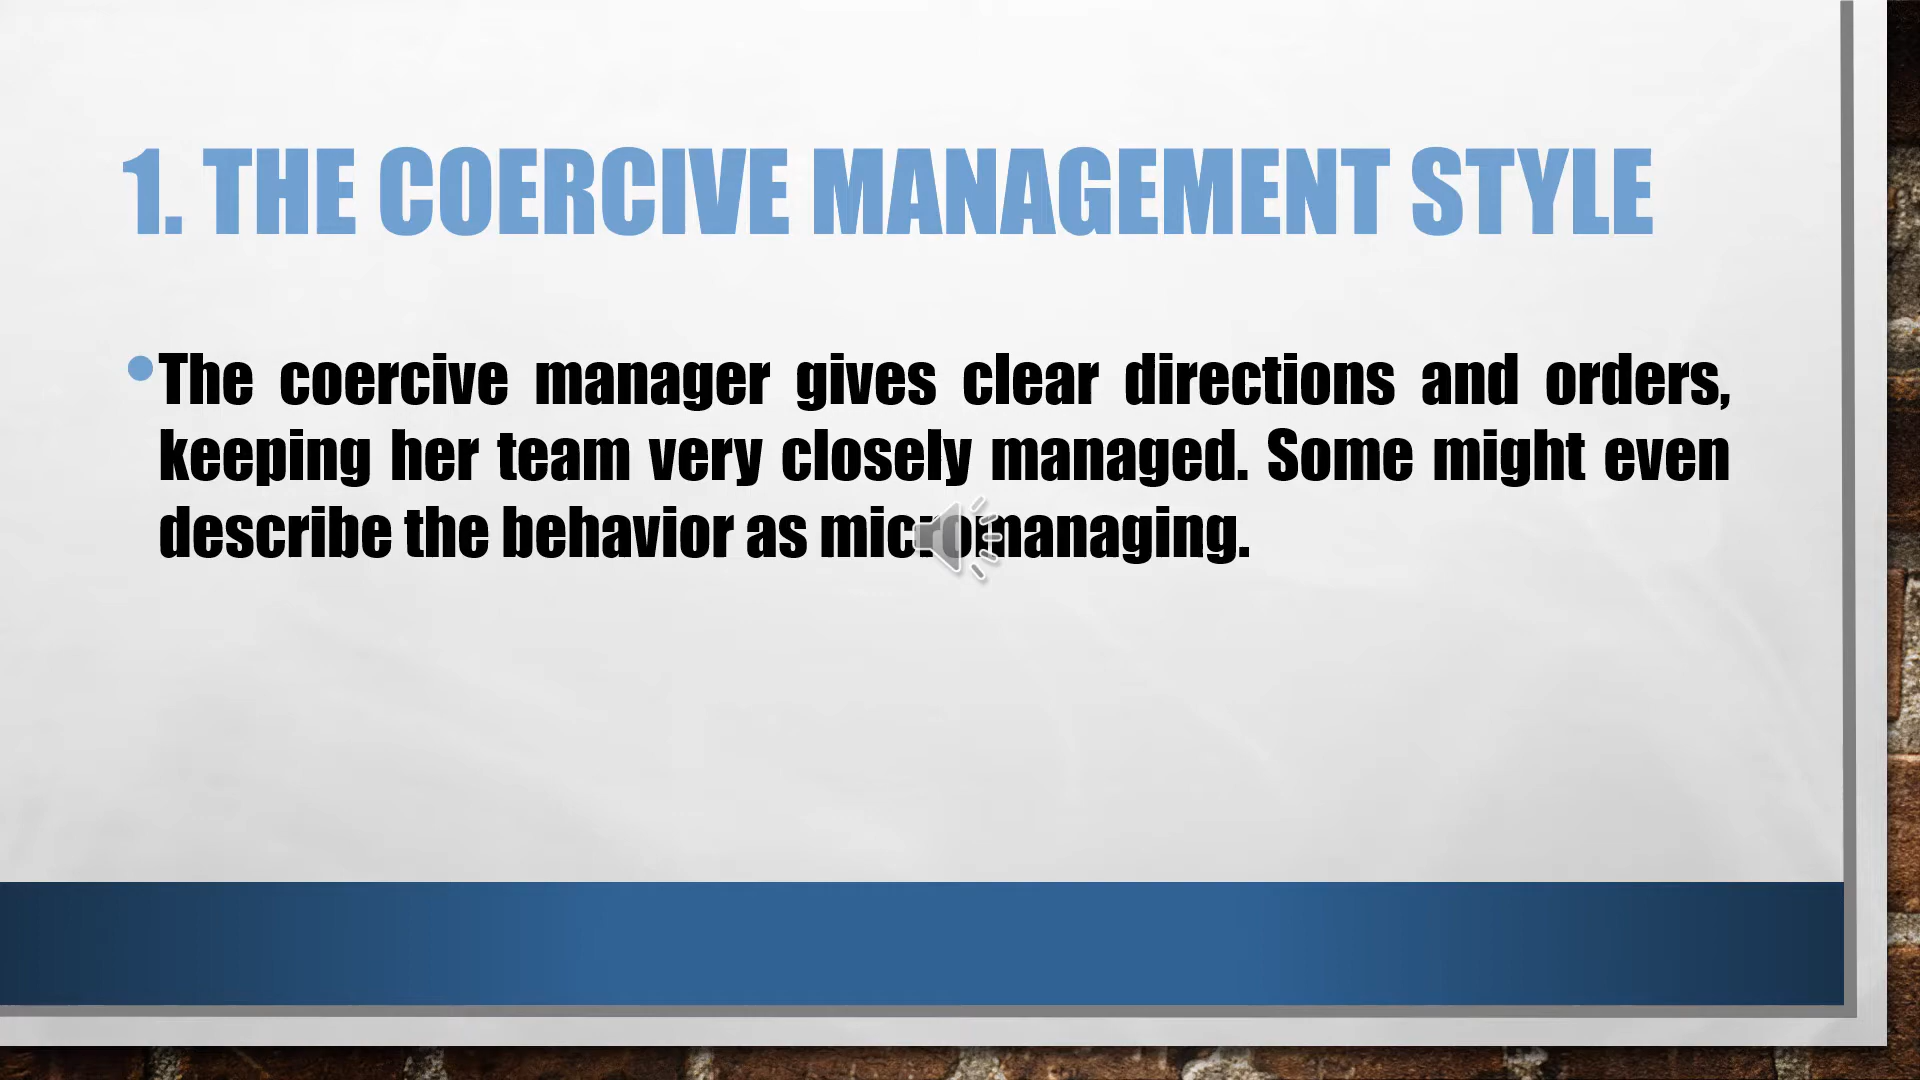 1. THE COERCIVE MANAGEMENT STYLE
•The coercive manager gives clear directions and orders,
keeping her team very closely managed. Some might even
describe the behavior as micromanaging.